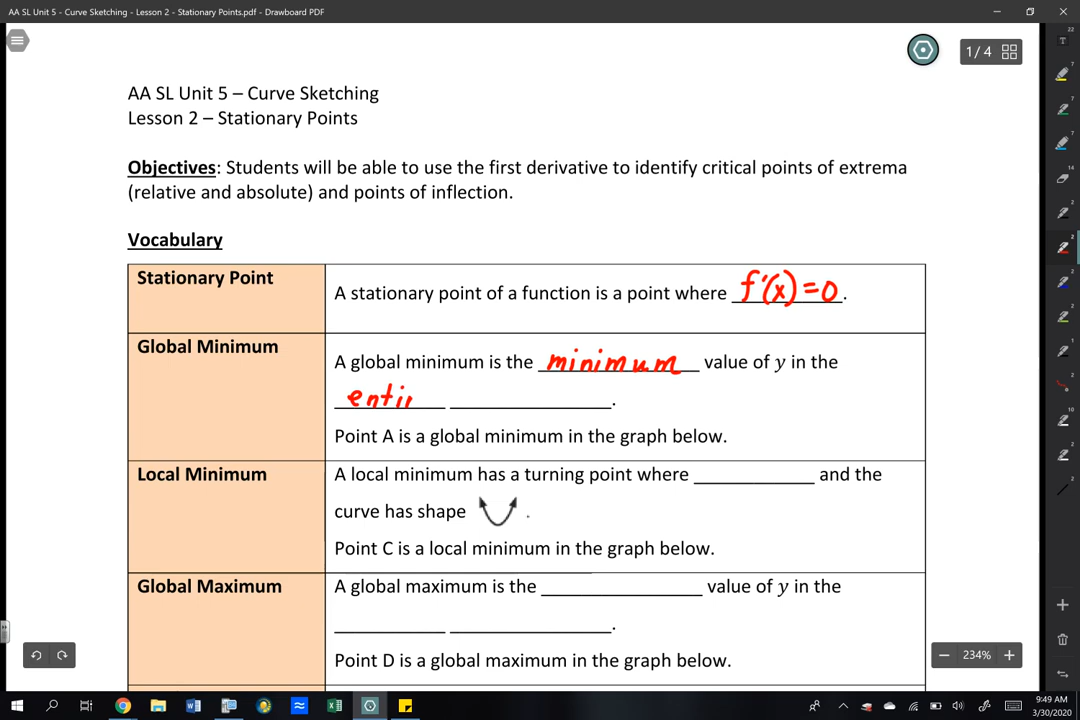 AA SL Unit 5 - Curve Sketching - Lesson 2 - Stationary Points.pdf - Drawboard PDF
1 / 4
AA SL Unit 5 – Curve Sketching
Lesson 2 – Stationary Points
Objectives: Students will be able to use the first derivative to identify critical points of extrema
(relative and absolute) and points of inflection.
Vocabulary
Stationary Point
A stationary point of a function is a point where f'(x)=0.
Global Minimum
A global minimum is the minimum value of y in the
entir ____________.
Point A is a global minimum in the graph below.
Local Minimum
A local minimum has a turning point where ____________ and the
curve has shape .
Point C is a local minimum in the graph below.
Global Maximum
A global maximum is the ________________ value of y in the
___________ ________________.
Point D is a global maximum in the graph below.
234%
9:49 AM
3/30/2020